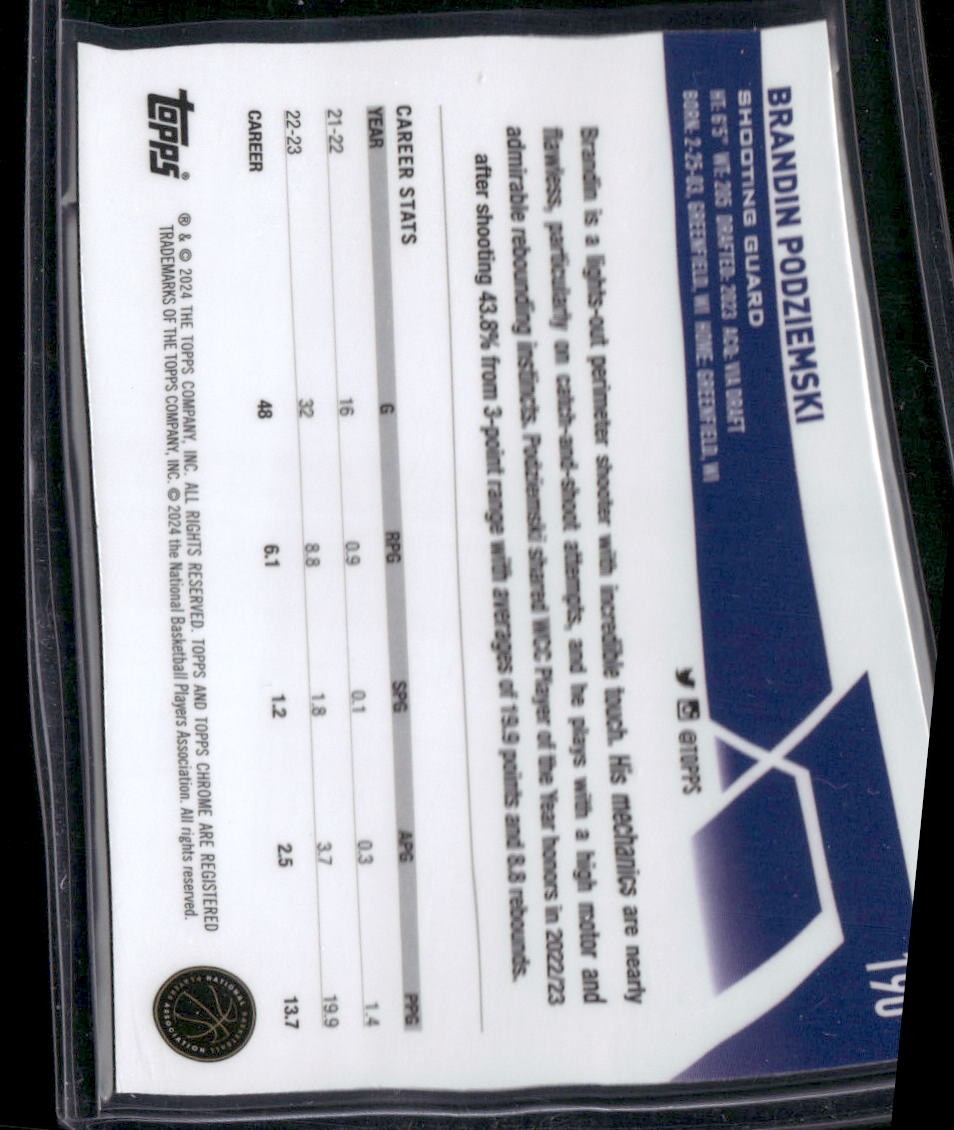 BRANDIN PODZIEMSKI
SHOOTING GUARD
HT: 6'5" WT: 205 DRAFTED: 2023 ACQ: VIA DRAFT
BORN: 2-25-03, GREENFIELD, WI HOME: GREENFIELD, WI
@TOPPS
Brandin is a lights-out perimeter shooter with incredible touch. His mechanics are nearly
flawless, particularly on catch-and-shoot attempts, and he plays with a high motor and
admirable rebounding instincts. Podziemski shared WCC Player of the Year honors in 2022/23
after shooting 43.8% from 3-point range with averages of 19.9 points and 8.8 rebounds.
CAREER STATS
YEAR G RPG SPG APG PPG
21-22 16 0.9 0.1 0.3 1.4
22-23 32 8.8 1.8 3.7 19.9
CAREER 48 6.1 1.2 2.5 13.7
topps®
® & © 2024 THE TOPPS COMPANY, INC. ALL RIGHTS RESERVED. TOPPS AND TOPPS CHROME ARE REGISTERED
TRADEMARKS OF THE TOPPS COMPANY, INC. © 2024 the National Basketball Players Association. All rights reserved.
NATIONAL BASKETBALL
PLAYERS ASSOCIATION